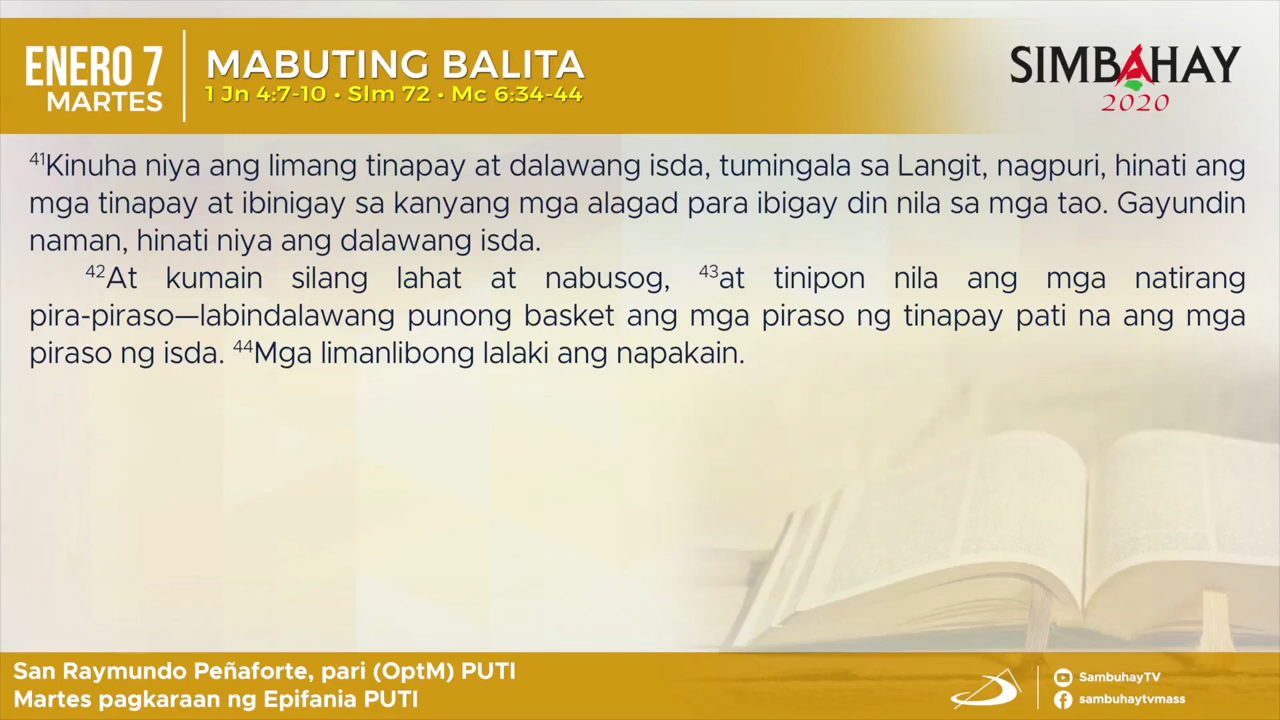 ENERO 7
MARTES
MABUTING BALITA
1 Jn 4:7-10 • Slm 72 • Mc 6:34-44
SIMBAHAY
2020
⁴¹Kinuha niya ang limang tinapay at dalawang isda, tumingala sa Langit, nagpuri, hinati ang
mga tinapay at ibinigay sa kanyang mga alagad para ibigay din nila sa mga tao. Gayundin
naman, hinati niya ang dalawang isda.
⁴²At kumain silang lahat at nabusog, ⁴³at tinipon nila ang mga natirang
pira-piraso—labindalawang punong basket ang mga piraso ng tinapay pati na ang mga
piraso ng isda. ⁴⁴Mga limanlibong lalaki ang napakain.
San Raymundo Peñaforte, pari (OptM) PUTI
Martes pagkaraan ng Epifania PUTI
SambuhayTV
sambuhaytvmass